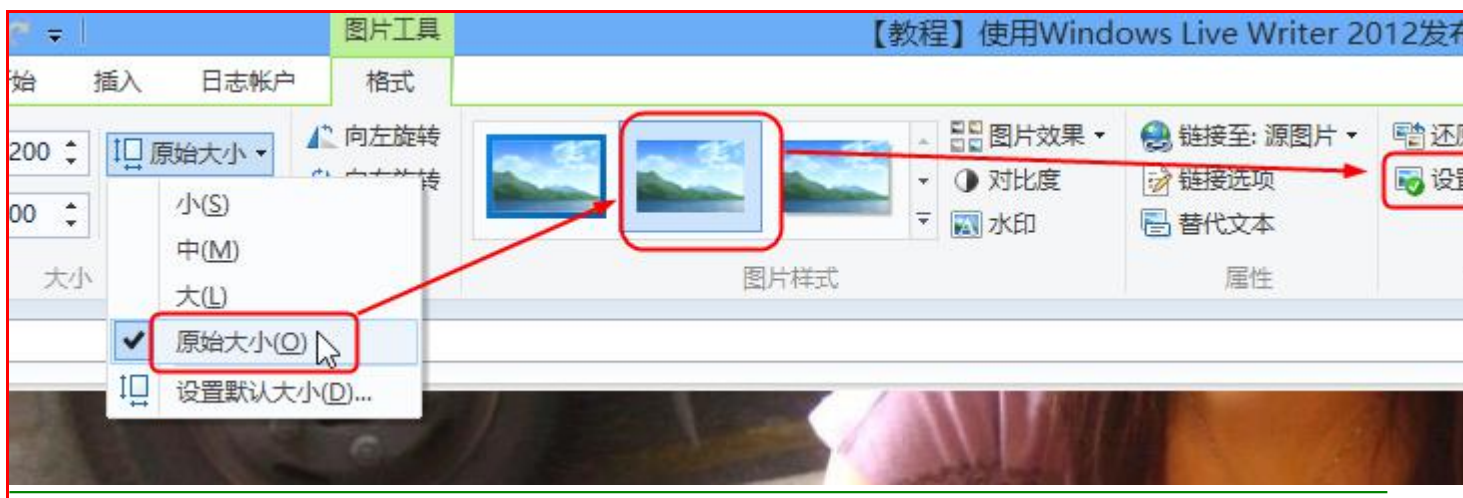 图片工具
【教程】使用Windows Live Writer 2012发布
始 插入 日志帐户 格式
200 原始大小 向左旋转 图片效果 链接至: 源图片 还原
小(S) 对比度 链接选项 设置
00 中(M) 水印 替代文本
大小 大(L) 图片样式 属性
原始大小(O)
设置默认大小(D)...